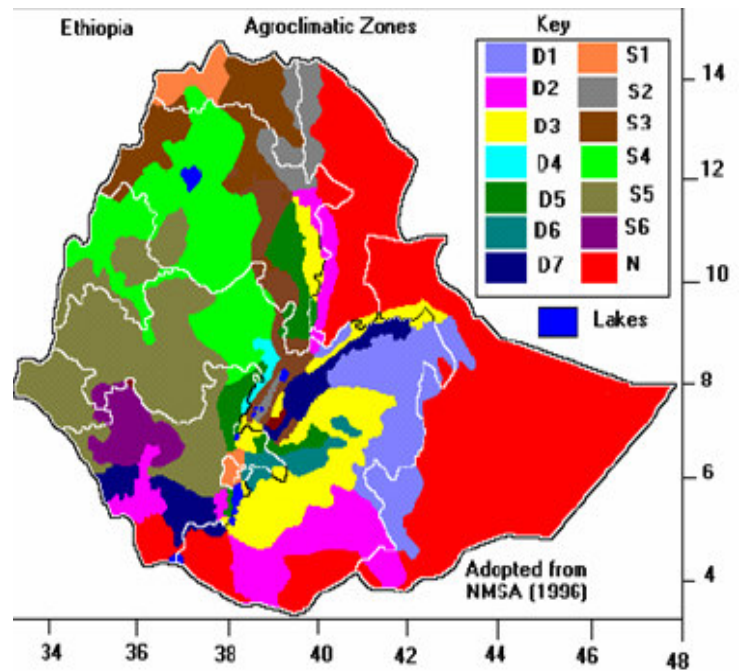 Ethiopia Agroclimatic Zones Key
D1 S1
D2 S2
D3 S3
D4 S4
D5 S5
D6 S6
D7 N
Lakes
Adopted from
NMSA (1996)
14
12
10
8
6
4
34 36 38 40 42 44 46 48